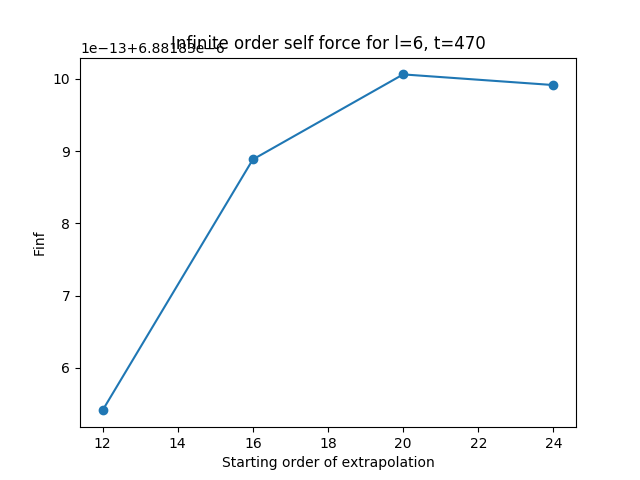 Infinite order self force for l=6, t=470
1e−13+6.88183e−6
10
9
8
7
6
Finf
12 14 16 18 20 22 24
Starting order of extrapolation